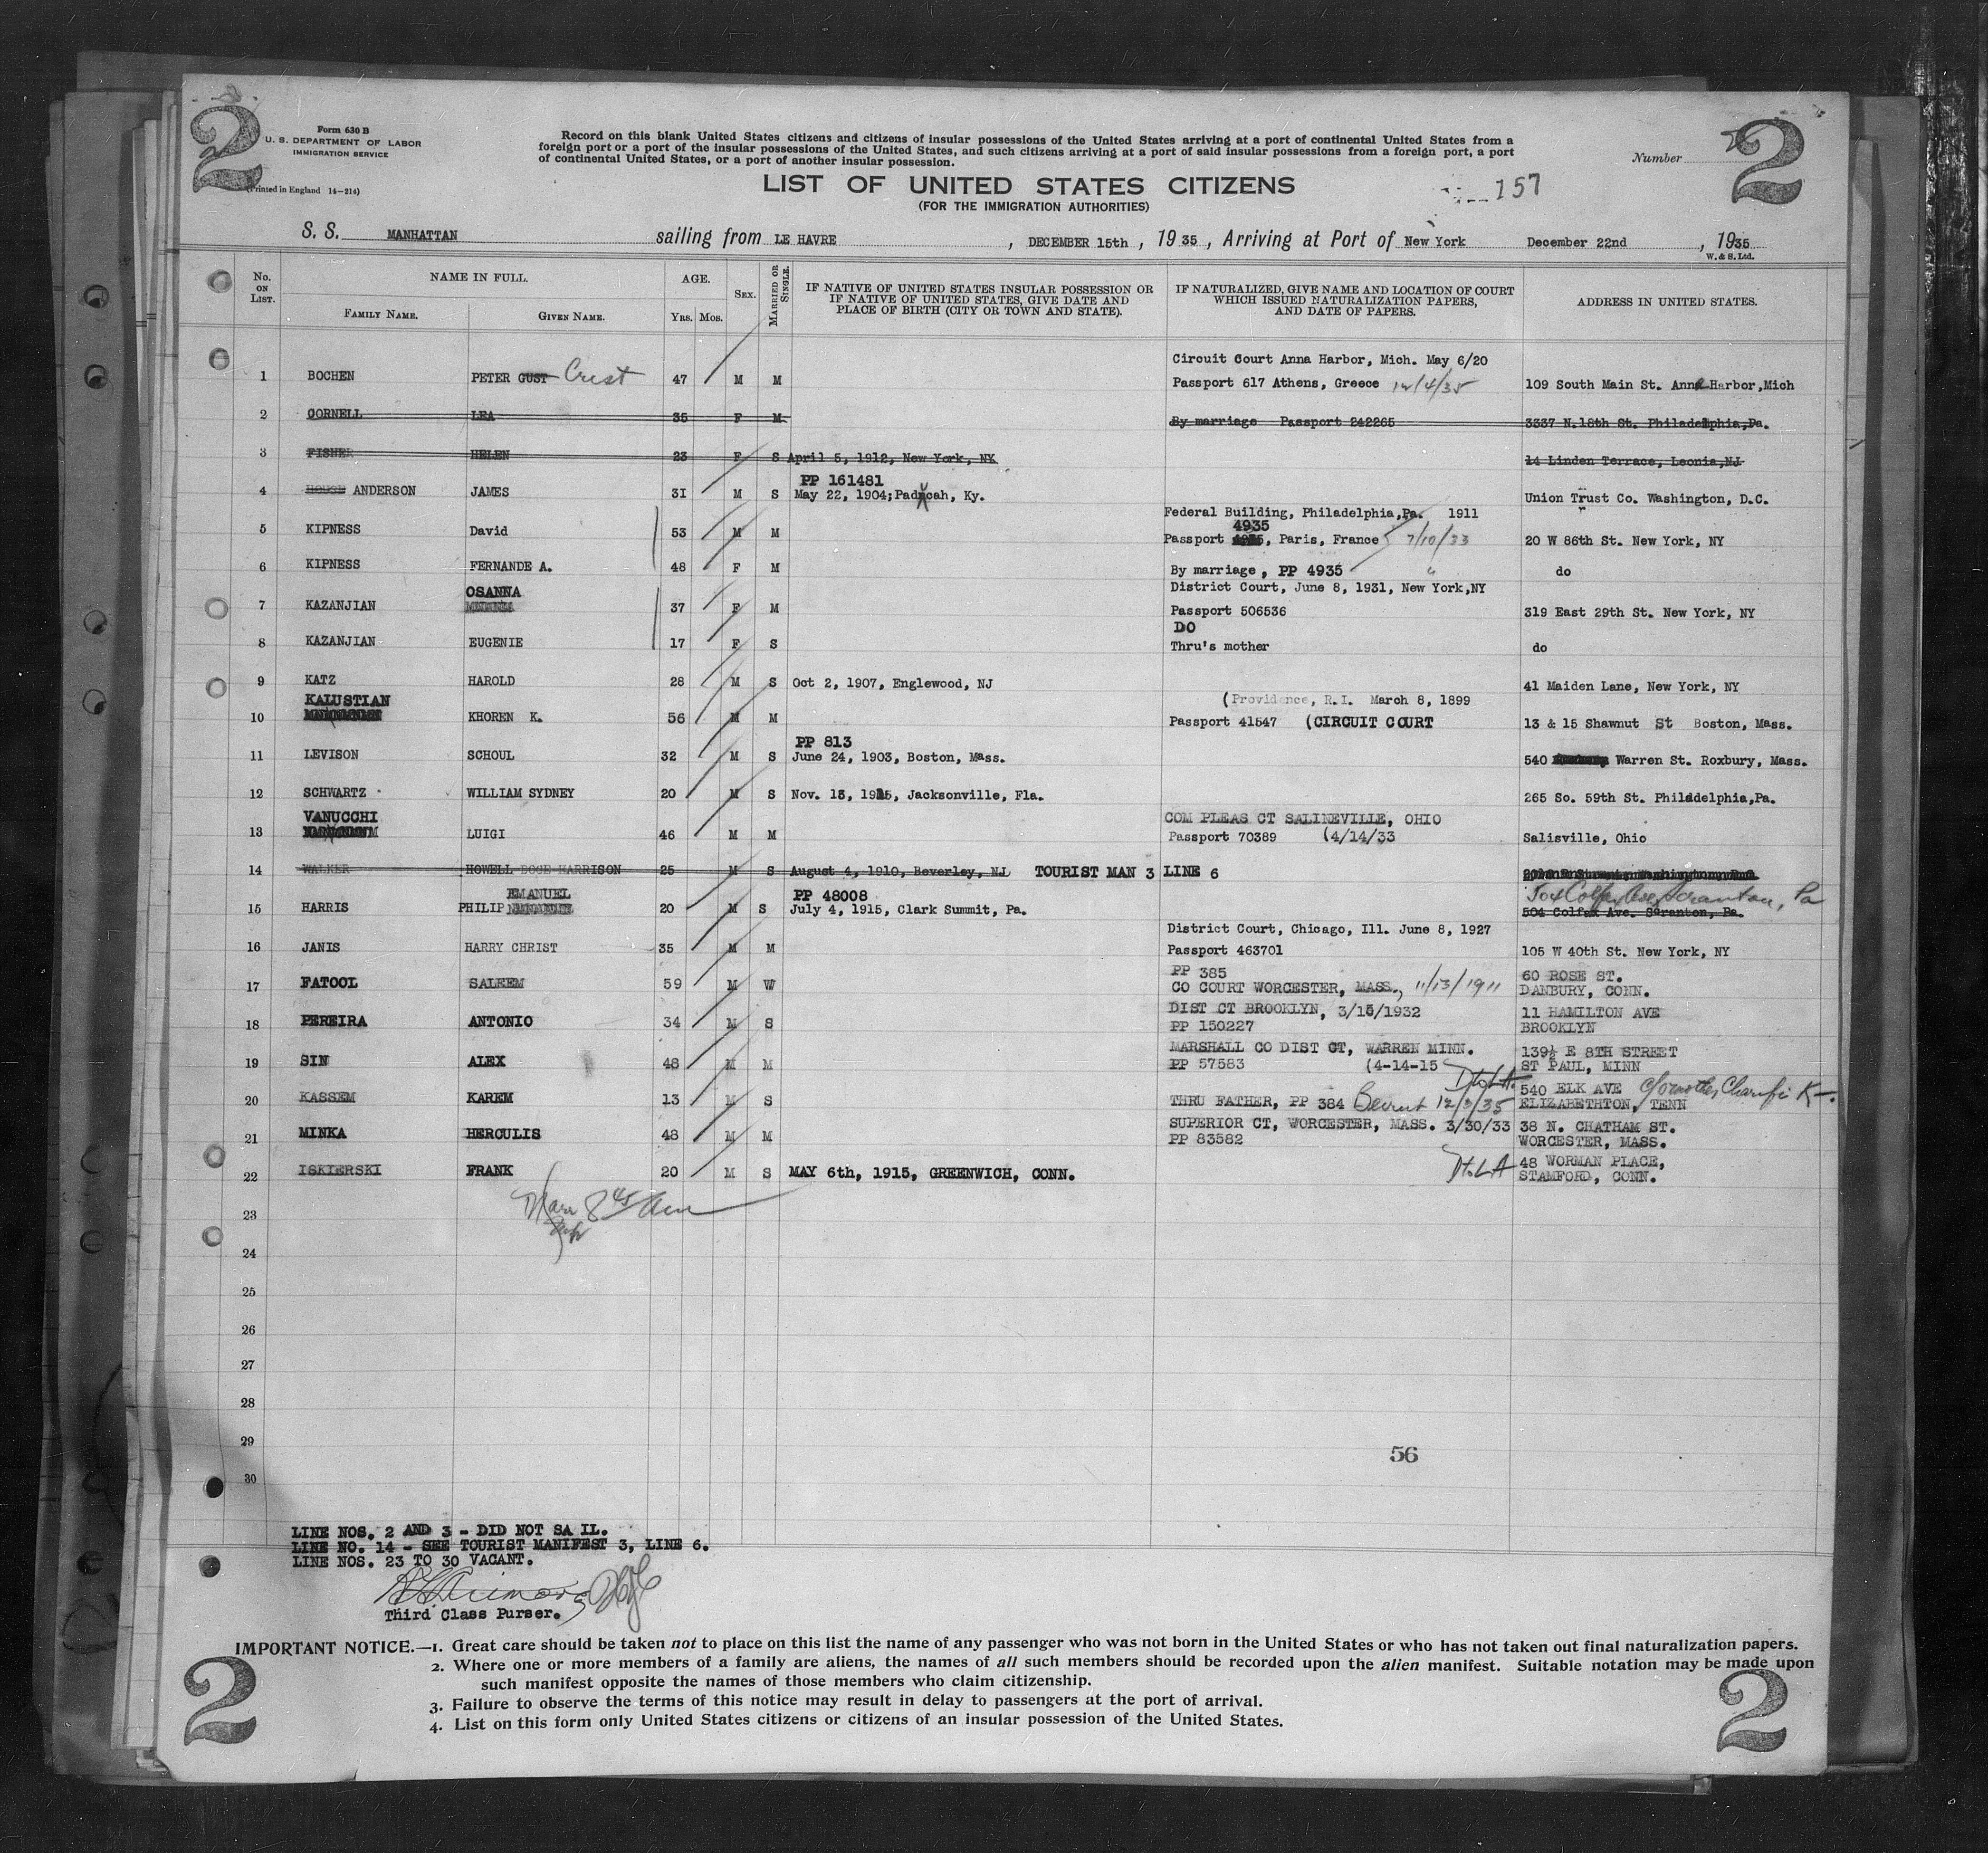 2
2
Form 630 B
U. S. DEPARTMENT OF LABOR
IMMIGRATION SERVICE
(Printed in England 14-214)
Record on this blank United States citizens and citizens of insular possessions of the United States arriving at a port of continental United States from a
foreign port or a port of the insular possessions of the United States, and such citizens arriving at a port of said insular possessions from a foreign port, a port
of continental United States, or a port of another insular possession.
Number
LIST OF UNITED STATES CITIZENS
(FOR THE IMMIGRATION AUTHORITIES)
157
S. S. MANHATTAN sailing from LE HAVRE, DECEMBER 15th, 1935, Arriving at Port of New York December 22nd, 1935
W. & S. Ltd.
No. ON LIST. NAME IN FULL. AGE. SEX. MARRIED OR SINGLE. IF NATIVE OF UNITED STATES INSULAR POSSESSION OR IF NATIVE OF UNITED STATES, GIVE DATE AND PLACE OF BIRTH (CITY OR TOWN AND STATE). IF NATURALIZED, GIVE NAME AND LOCATION OF COURT WHICH ISSUED NATURALIZATION PAPERS, AND DATE OF PAPERS. ADDRESS IN UNITED STATES.
FAMILY NAME. GIVEN NAME. Yrs. Mos.
Circuit Court Anna Harbor, Mich. May 6/20
1 BOCHEN PETER GUST Crist 47 M M Passport 617 Athens, Greece 12/4/35 109 South Main St. Anna Harbor,Mich
2 CORNELL LEA 35 F M By marriage Passport 242265 3337 N.18th St. Philadelphia,Pa.
3 FISHER HELEN 23 F S April 5, 1912, New York, NY 14 Linden Terrace, Leonia,NJ
PP 161481
4 HOUSE ANDERSON JAMES 31 M S May 22, 1904;Paducah, Ky. Union Trust Co. Washington, D.C.
Federal Building, Philadelphia,Pa. 1911
4935
5 KIPNESS David 53 M M Passport , Paris, France 7/10/33 20 W 86th St. New York, NY
6 KIPNESS FERNANDE A. 48 F M By marriage, PP 4935 " do
OSANNA District Court, June 8, 1931, New York,NY
7 KAZANJIAN 37 F M Passport 506536 319 East 29th St. New York, NY
DO
8 KAZANJIAN EUGENIE 17 F S Thru's mother do
9 KATZ HAROLD 28 M S Oct 2, 1907, Englewood, NJ 41 Maiden Lane, New York, NY
KALUSTIAN (Providence, R.I. March 8, 1899
10 KHOREN K. 56 M M Passport 41547 (CIRCUIT COURT 13 & 15 Shawnut St Boston, Mass.
PP 813
11 LEVISON SCHOUL 32 M S June 24, 1903, Boston, Mass. 540 Warren St. Roxbury, Mass.
12 SCHWARTZ WILLIAM SYDNEY 20 M S Nov. 13, 1915, Jacksonville, Fla. 265 So. 59th St. Philadelphia,Pa.
VANUCCHI COM PLEAS CT SALINEVILLE, OHIO
13 LUIGI 46 M M Passport 70389 (4/14/33 Salisville, Ohio
14 WALKER HOWELL DOGE HARRISON 25 M S August 4, 1910, Beverley, NJ TOURIST MAN 3 LINE 6
EMANUEL PP 48008 504 Colfax Ave, Scranton, Pa
15 HARRIS PHILIP 20 M S July 4, 1915, Clark Summit, Pa. 504 Colfax Ave. Scranton, Pa.
District Court, Chicago, Ill. June 8, 1927
16 JANIS HARRY CHRIST 35 M M Passport 463701 105 W 40th St. New York, NY
PP 385 60 ROSE ST.
17 FATOOL SALEEM 59 M W CO COURT WORCESTER, MASS., 11/13/1911 DANBURY, CONN.
DIST CT BROOKLYN, 3/15/1932 11 HAMILTON AVE
18 PEREIRA ANTONIO 34 M S PP 150227 BROOKLYN
MARSHALL CO DIST CT, WARREN MINN. 139½ E 8TH STREET
19 SIN ALEX 48 M M PP 57583 (4-14-15 ST PAUL, MINN
D to LA 540 ELK AVE c/o mother, Charifi K-.
20 KASSEM KAREM 13 M S THRU FATHER, PP 384 Beirut 12/3/35 ELIZABETHTON, TENN
SUPERIOR CT, WORCESTER, MASS. 3/30/33 38 N. CHATHAM ST.
21 MINKA HERCULIS 48 M M PP 83582 WORCESTER, MASS.
D to LA 48 WORMAN PLACE,
22 ISKIERSKI FRANK 20 M S MAY 6th, 1915, GREENWICH, CONN. STAMFORD, CONN.
23
24
25
26
27
28
29
56
30
LINE NOS. 2 AND 3 - DID NOT SA IL.
LINE NO. 14 - SEE TOURIST MANIFEST 3, LINE 6.
LINE NOS. 23 TO 30 VACANT.
Third Class Purser.
IMPORTANT NOTICE.—1. Great care should be taken not to place on this list the name of any passenger who was not born in the United States or who has not taken out final naturalization papers.
2. Where one or more members of a family are aliens, the names of all such members should be recorded upon the alien manifest. Suitable notation may be made upon
such manifest opposite the names of those members who claim citizenship.
3. Failure to observe the terms of this notice may result in delay to passengers at the port of arrival.
4. List on this form only United States citizens or citizens of an insular possession of the United States.
2
2